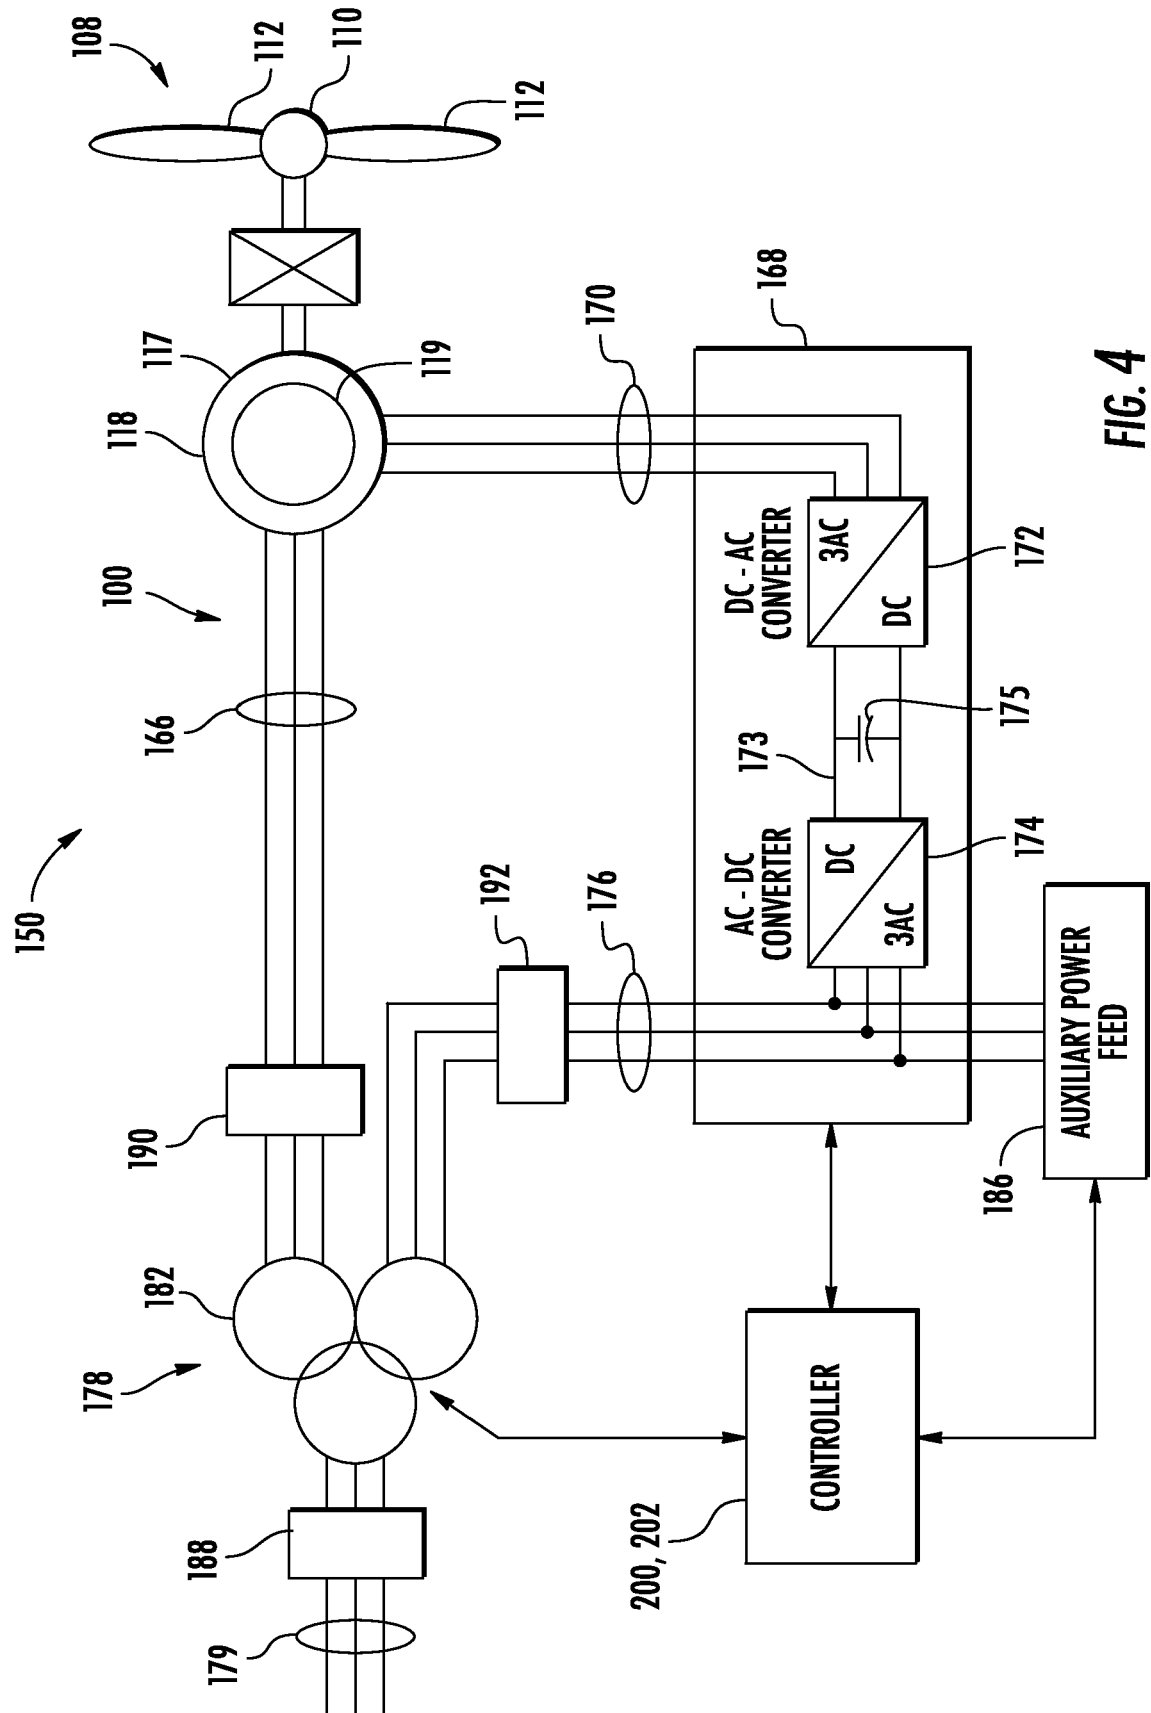 108
112
110
112
117
118
119
100
166
150
170
168
DC - AC
CONVERTER
3AC
DC
172
173
175
AC - DC
CONVERTER
DC
3AC
174
192
176
190
182
178
AUXILIARY POWER
FEED
186
CONTROLLER
200, 202
188
179
FIG. 4